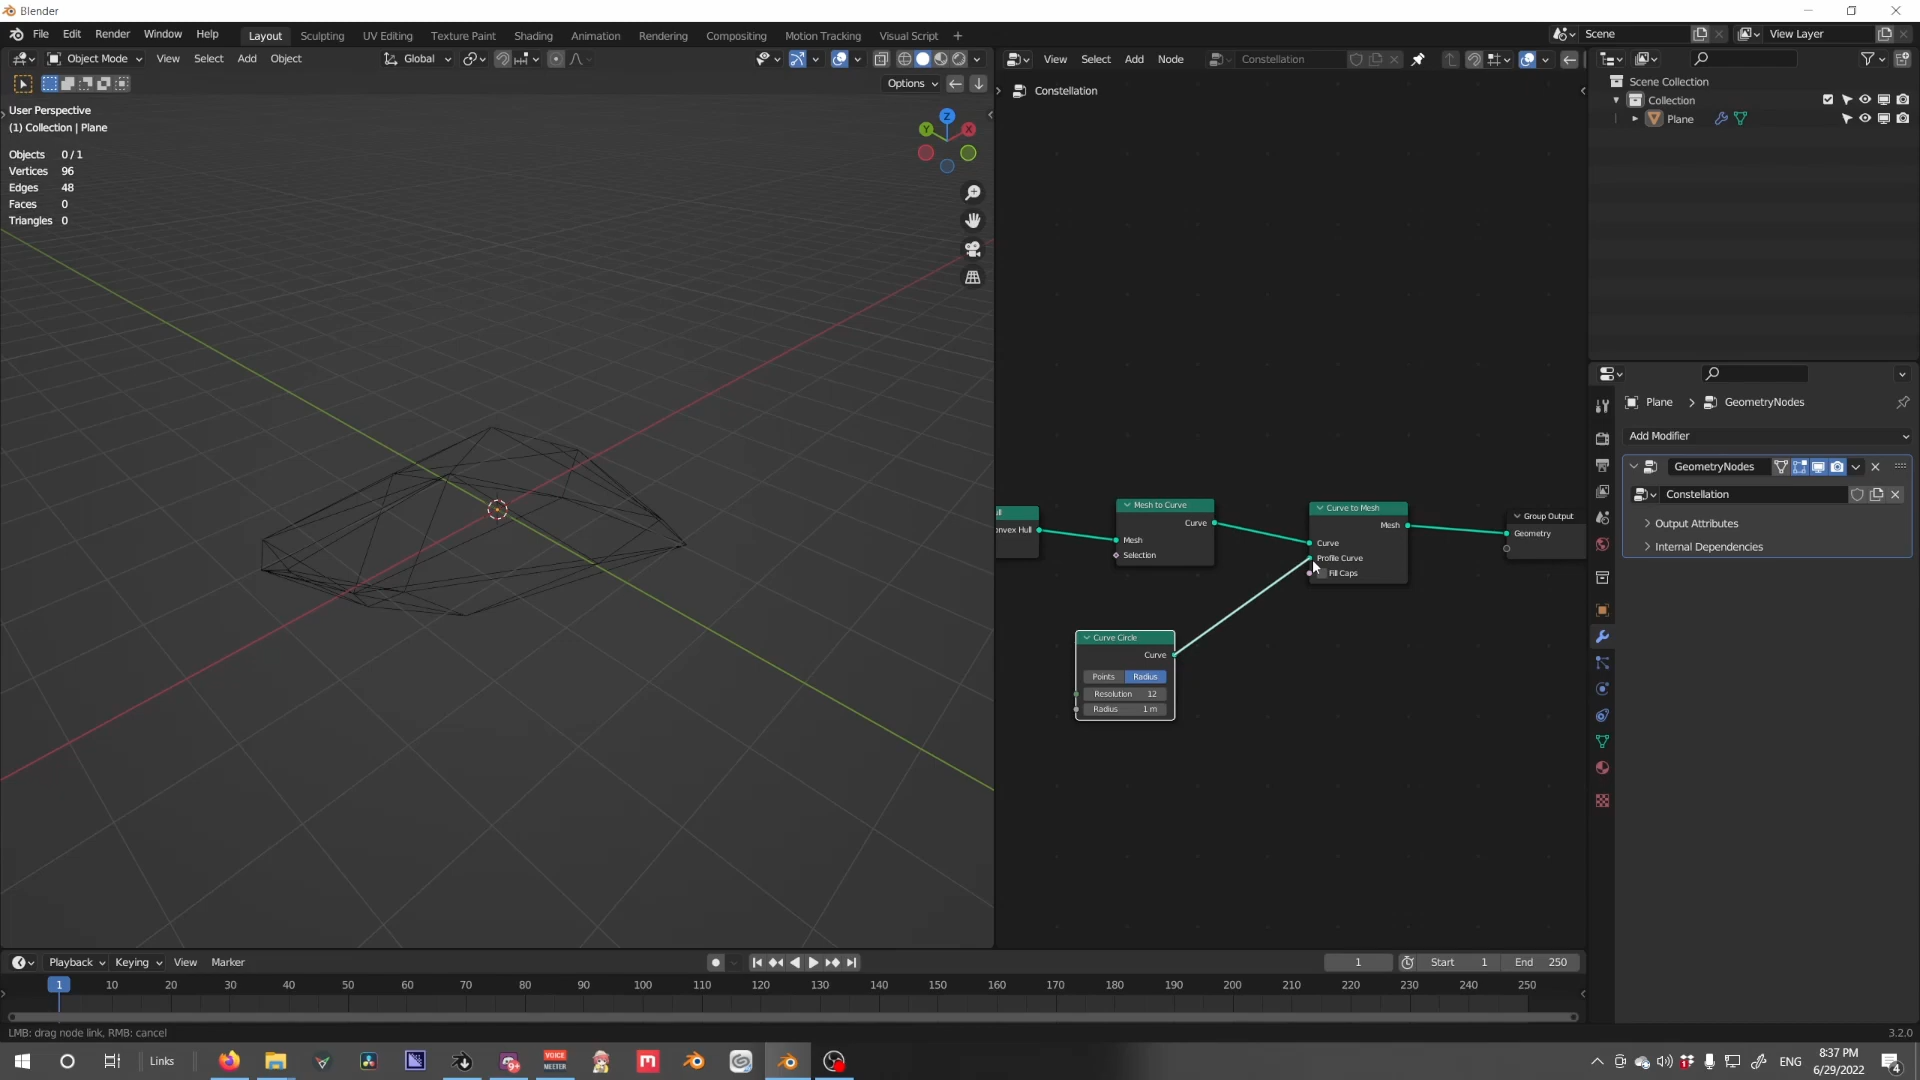 Blender
File Edit Render Window Help Layout Sculpting UV Editing Texture Paint Shading Animation Rendering Compositing Motion Tracking Visual Script + Scene View Layer
Object Mode View Select Add Object Global View Select Add Node Constellation
Options
User Perspective
(1) Collection | Plane
Objects 0 / 1
Vertices 96
Edges 48
Faces 0
Triangles 0
Z
Y
X
Constellation
Scene Collection
Collection
Plane
Plane > GeometryNodes
Add Modifier
GeometryNodes
Constellation
> Output Attributes
> Internal Dependencies
onvex Hull
Mesh to Curve
Curve
Mesh
Selection
Curve to Mesh
Mesh
Curve
Profile Curve
Fill Caps
Group Output
Geometry
Curve Circle
Curve
Points Radius
Resolution 12
Radius 1 m
Playback Keying View Marker 1 Start 1 End 250
1 10 20 30 40 50 60 70 80 90 100 110 120 130 140 150 160 170 180 190 200 210 220 230 240 250
LMB: drag node link, RMB: cancel
3.2.0
Links
9+
VOICE
MEETER
ENG
8:37 PM
6/29/2022
4